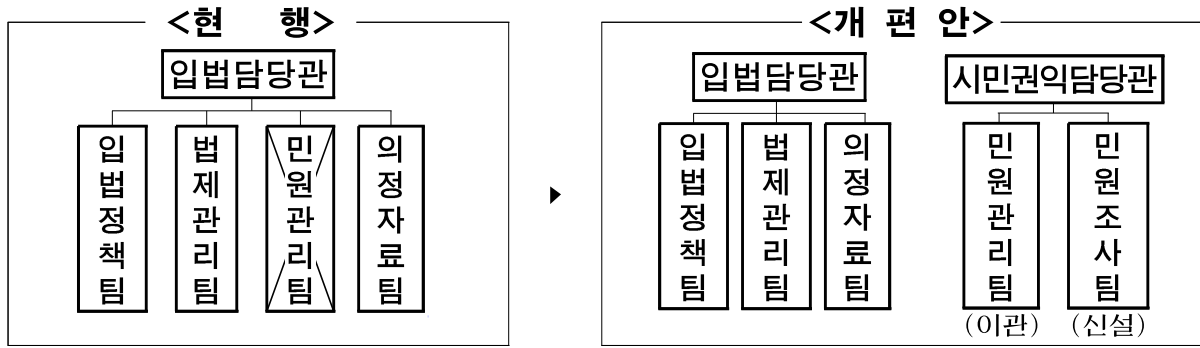 <현 행>
입법담당관
입법정책팀
법제관리팀
민원관리팀
의정자료팀
<개 편 안>
입법담당관
시민권익담당관
입법정책팀
법제관리팀
의정자료팀
민원관리팀
(이관)
민원조사팀
(신설)